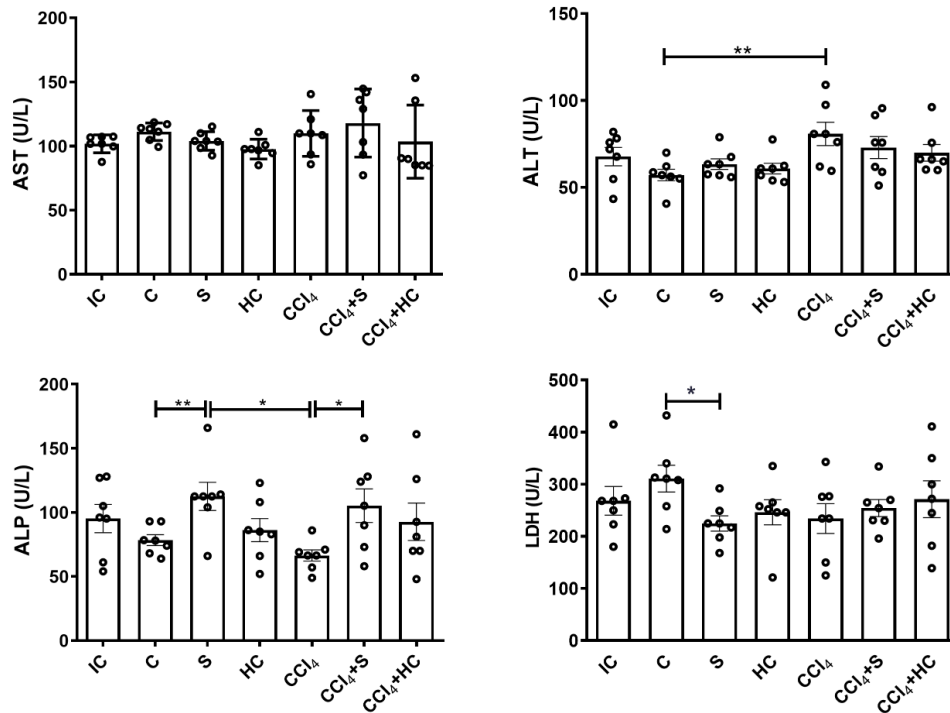 AST (U/L)
200
150
100
50
0
IC
C
S
HC
CCl₄
CCl₄+S
CCl₄+HC
ALT (U/L)
150
100
50
0
**
IC
C
S
HC
CCl₄
CCl₄+S
CCl₄+HC
ALP (U/L)
200
150
100
50
0
**
*
*
IC
C
S
HC
CCl₄
CCl₄+S
CCl₄+HC
LDH (U/L)
500
400
300
200
100
0
*
IC
C
S
HC
CCl₄
CCl₄+S
CCl₄+HC